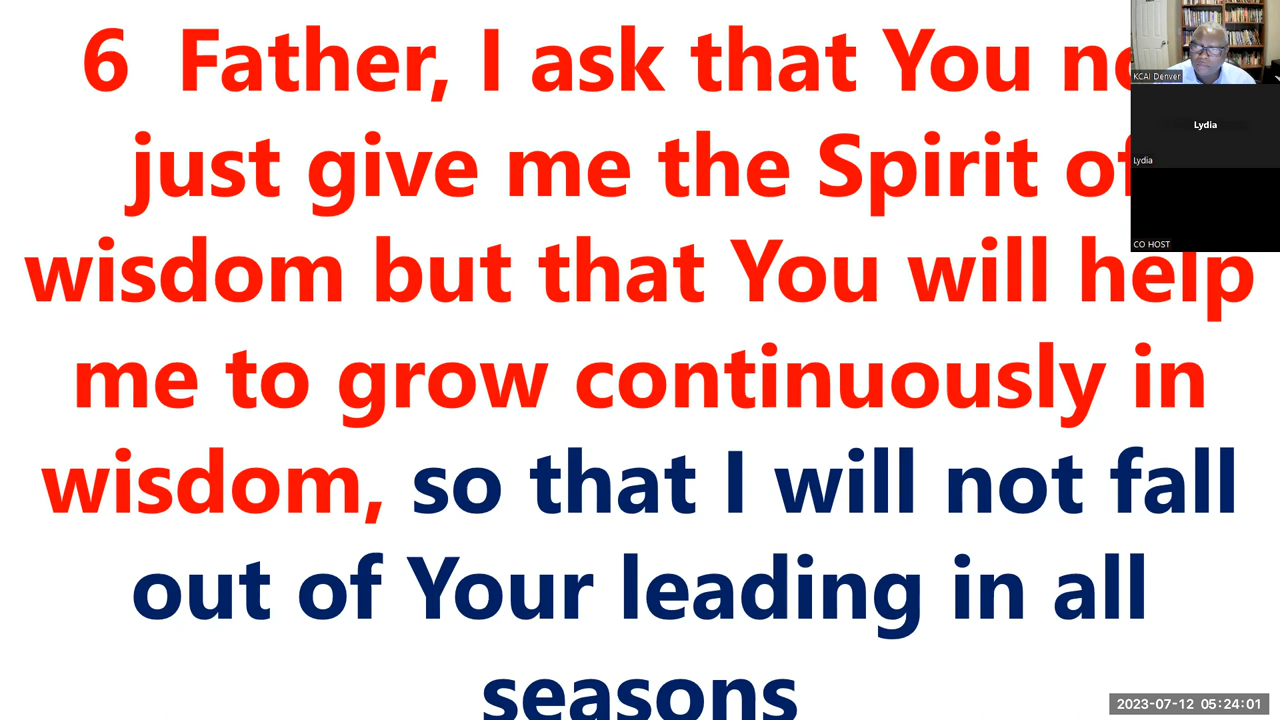 6 Father, I ask that You
just give me the Spirit of
wisdom but that You will help
me to grow continuously in
wisdom, so that I will not fall
out of Your leading in all
seasons
KCAI Denver
Lydia
Lydia
CO HOST
2023-07-12 05:24:01